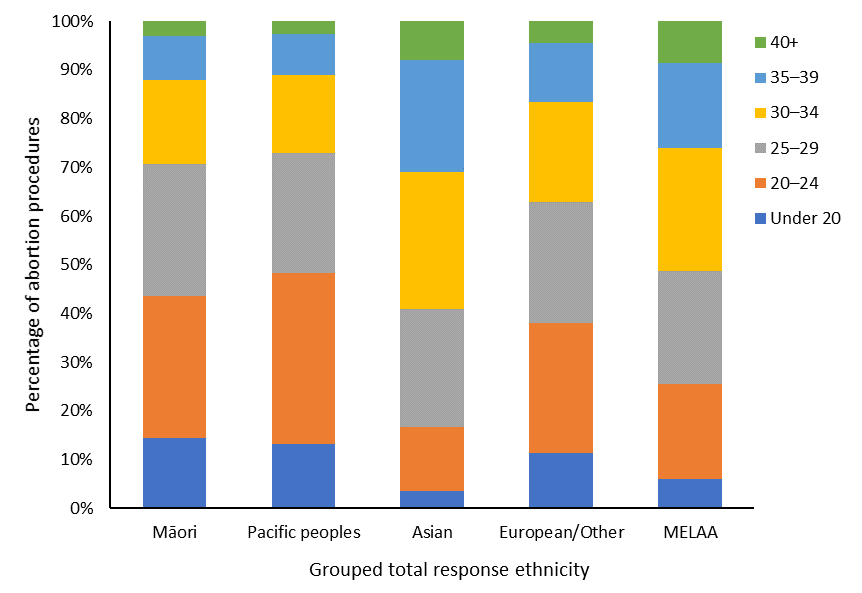 100%
90%
80%
70%
60%
50%
40%
30%
20%
10%
0%
Percentage of abortion procedures
Māori
Pacific peoples
Asian
European/Other
MELAA
Grouped total response ethnicity
40+
35–39
30–34
25–29
20–24
Under 20